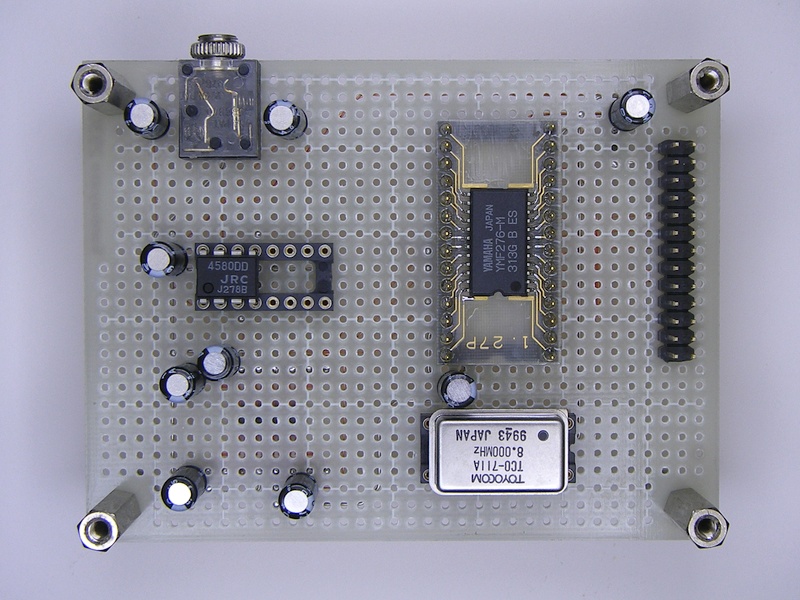 4580DD
JRC
J278B
YAMAHA JAPAN
YMF276-M
313G B ES
1.27P
TOYOCOM
TCO-711A
8.000MHz
9943 JAPAN